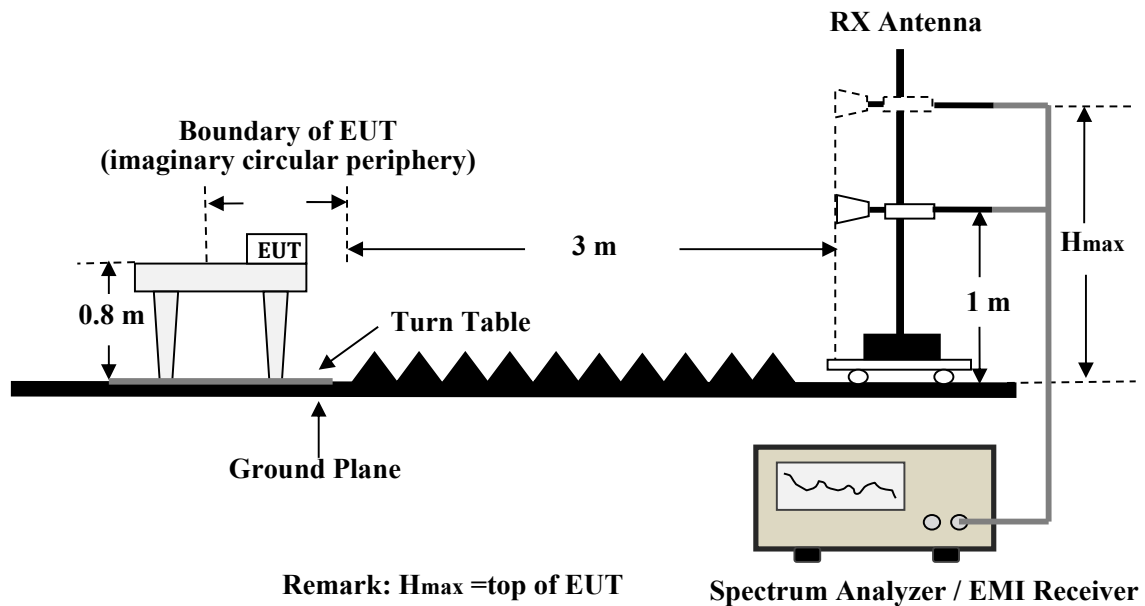 RX Antenna
Boundary of EUT
(imaginary circular periphery)
EUT
3 m
Hmax
0.8 m
1 m
Turn Table
Ground Plane
Remark: Hmax =top of EUT
Spectrum Analyzer / EMI Receiver